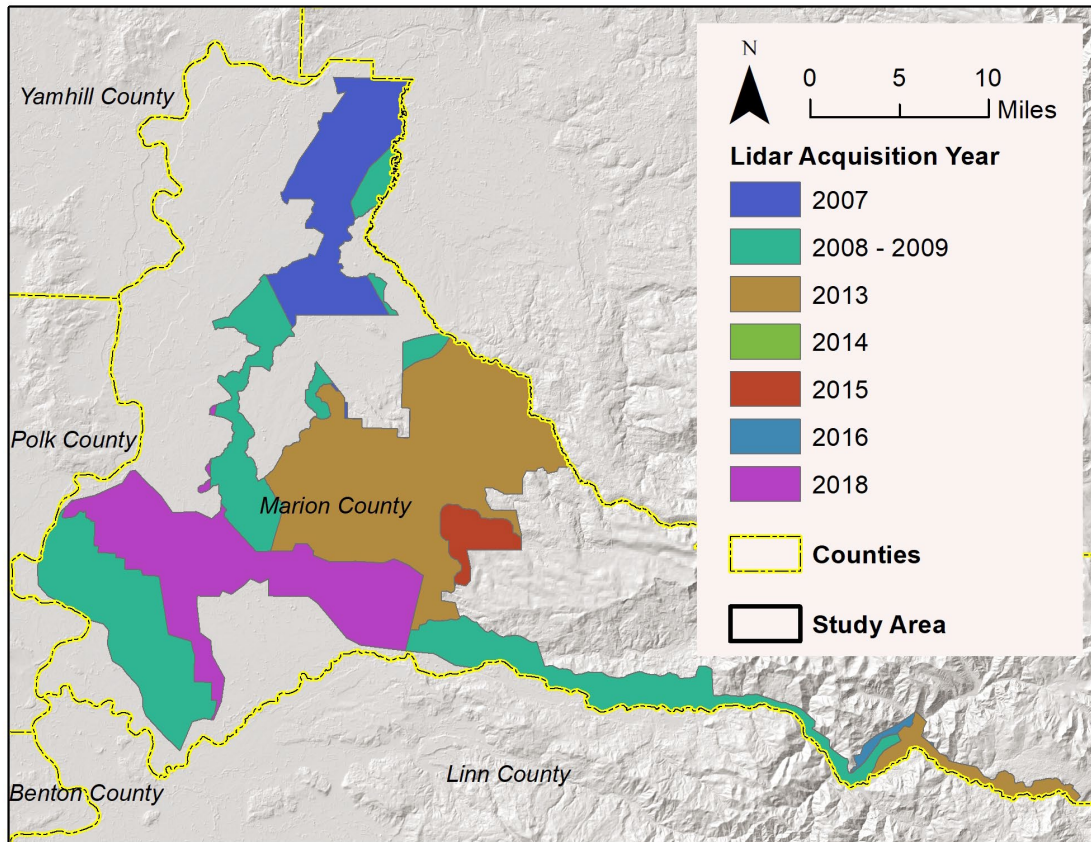 N
0 5 10
Miles
Lidar Acquisition Year
2007
2008 - 2009
2013
2014
2015
2016
2018
Counties
Study Area
Yamhill County
Polk County
Marion County
Linn County
Benton County